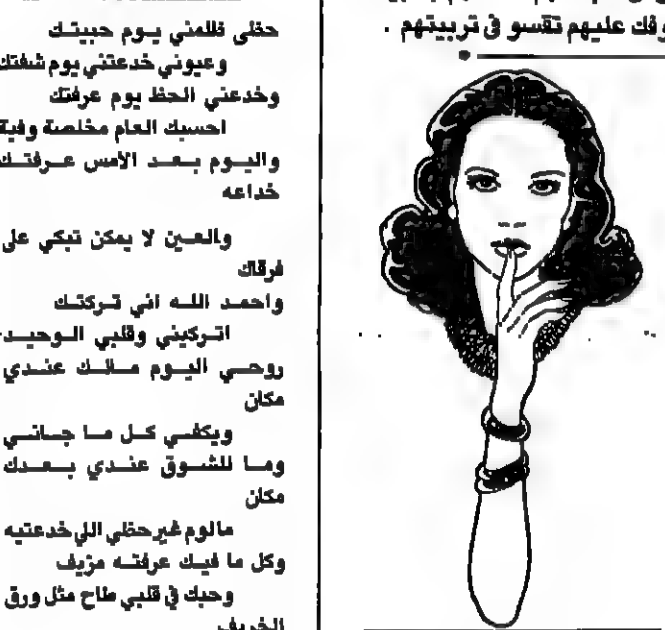 وفك عليهم تقسو في تربيتهم .
حظي ظلمني يوم حبيتك
وعيوني خدعتني يوم شفتك
وخدعني الحظ يوم عرفتك
احسبك العام مخلصة وفية
واليوم بعد الأمس عرفتك
خداعه
والعين لا يمكن تبكي على
فرقاك
واحمد الله اني تركتك
اتركيني وقلبي الوحيد
روحي اليوم مالك عندي
مكان
ويكفي كل ما جاني
وما للشوق عندي بعدك
مكان
مالوم غير حظي اللي خدعتيه
وكل ما فيك عرفته مزيف
وحبك في قلبي طاح مثل ورق
الخريف